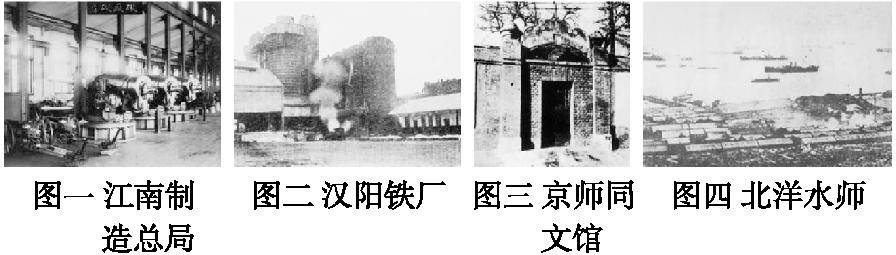 图一 江南制
造总局
图二 汉阳铁厂
图三 京师同
文馆
图四 北洋水师